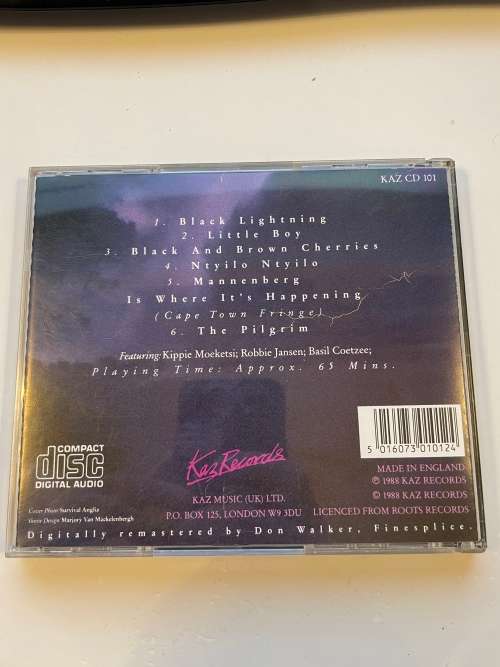 KAZ CD 101
1. Black Lightning
2. Little Boy
3. Black And Brown Cherries
4. Ntyilo Ntyilo
5. Mannenberg
Is Where It's Happening
(Cape Town Fringe)
6. The Pilgrim
Featuring: Kippie Moeketsi; Robbie Jansen; Basil Coetzee;
Playing Time: Approx. 65 Mins.
COMPACT
disc
DIGITAL AUDIO
Kaz Records
KAZ MUSIC (UK) LTD.
P.O. BOX 125, LONDON W9 3DU
5 016073 010124
MADE IN ENGLAND
℗ 1988 KAZ RECORDS
© 1988 KAZ RECORDS
LICENCED FROM ROOTS RECORDS
Cover Photo Survival Anglia
Sleeve Design Marjory Van Mackelenbergh
Digitally remastered by Don Walker, Finesplice.